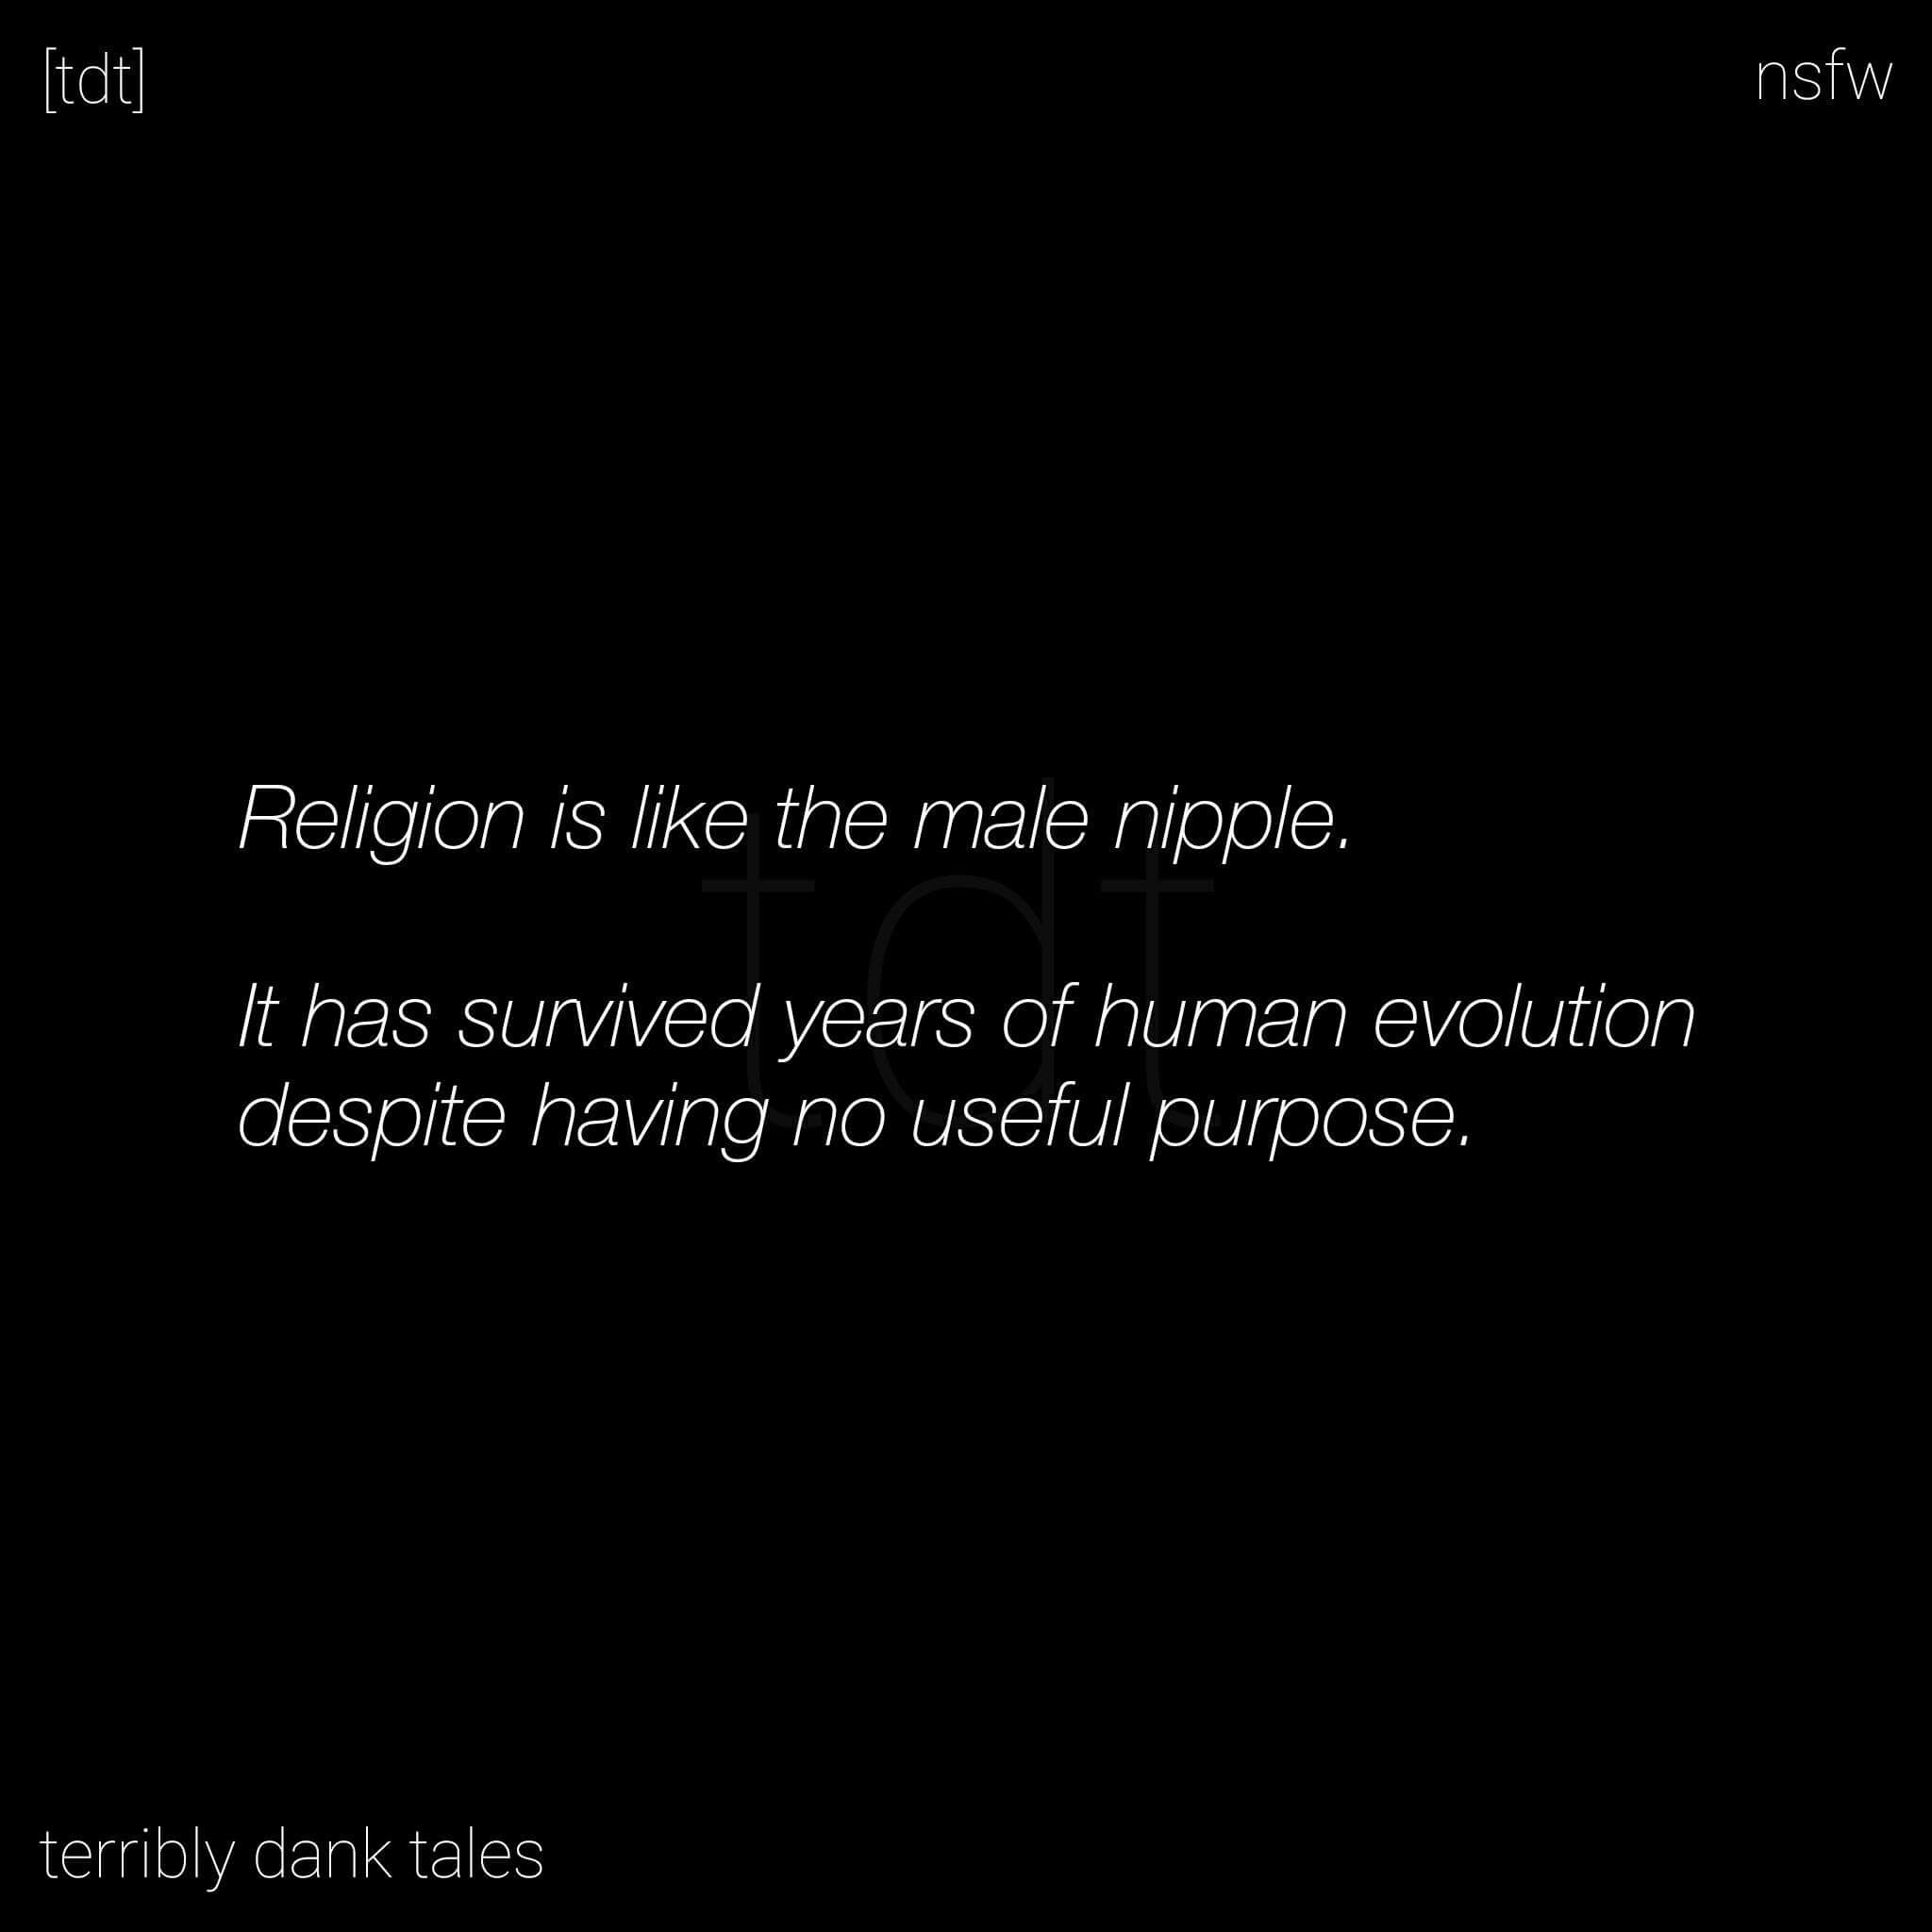 [tdt]
nsfw
Religion is like the male nipple.
It has survived years of human evolution
despite having no useful purpose.
tdt
terribly dank tales